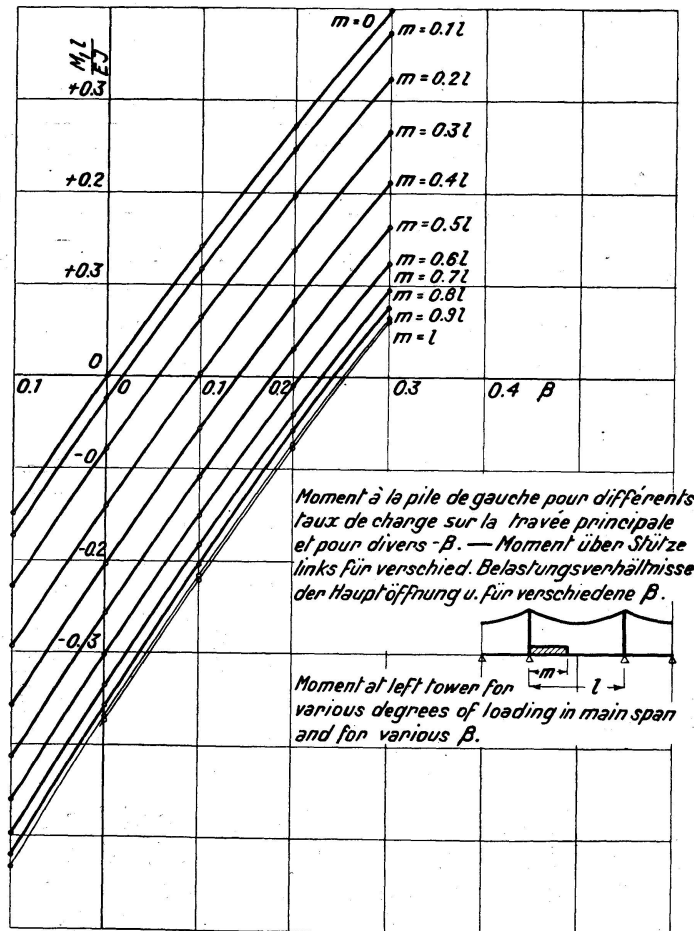 m=0
m=0.1l
M₁l
EJ
+0.3
m=0.2l
m=0.3l
+0.2
m=0.4l
m=0.5l
+0.3
m=0.6l
m=0.7l
m=0.8l
m=0.9l
m=l
0
0.1 0 0.1 0.2 0.3 0.4 β
-0
Moment à la pile de gauche pour différents
taux de charge sur la travée principale
et pour divers -β. — Moment über Stütze
links für verschied. Belastungsverhältnisse
der Hauptöffnung u. für verschiedene β.
-0.2
-0.3
m
l
Moment at left tower for
various degrees of loading in main span
and for various β.